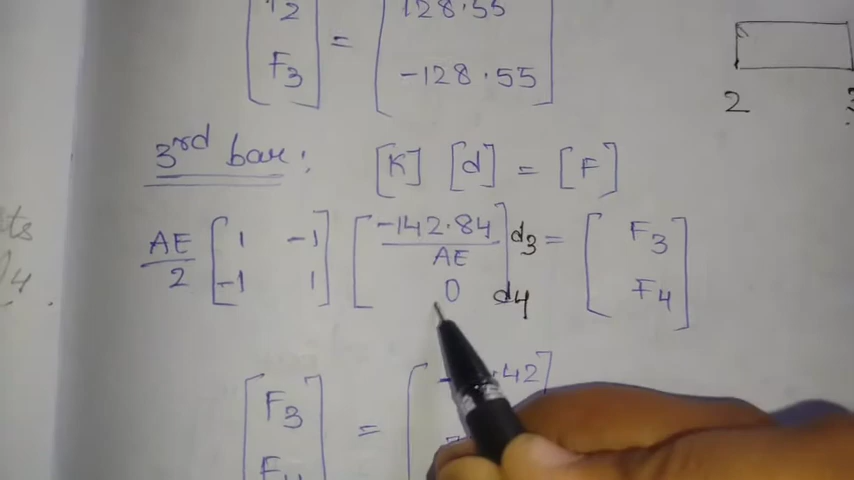 F2 = 128.55
F3 -128.55
2
3rd bar: [K] [d] = [F]
AE/2 [1 -1] [-142.84/AE] d3 = [F3]
[-1 1] [0] d4 [F4]
F3 = .42
F4